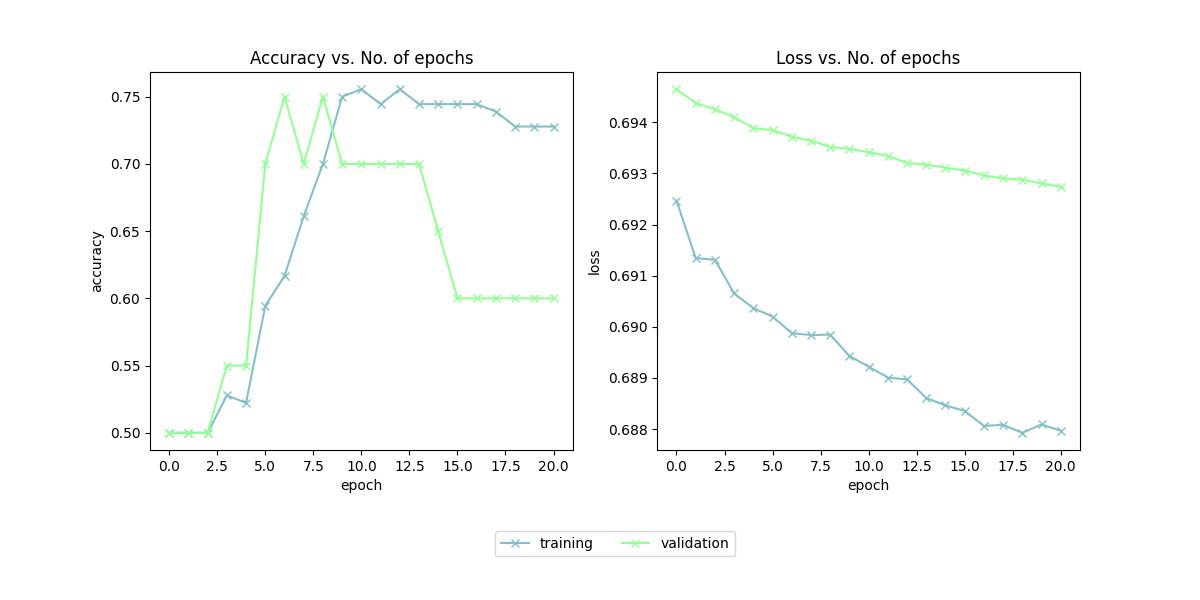 Accuracy vs. No. of epochs
0.75
0.70
0.65
0.60
0.55
0.50
accuracy
0.0 2.5 5.0 7.5 10.0 12.5 15.0 17.5 20.0
epoch
Loss vs. No. of epochs
0.694
0.693
0.692
0.691
0.690
0.689
0.688
loss
0.0 2.5 5.0 7.5 10.0 12.5 15.0 17.5 20.0
epoch
training validation